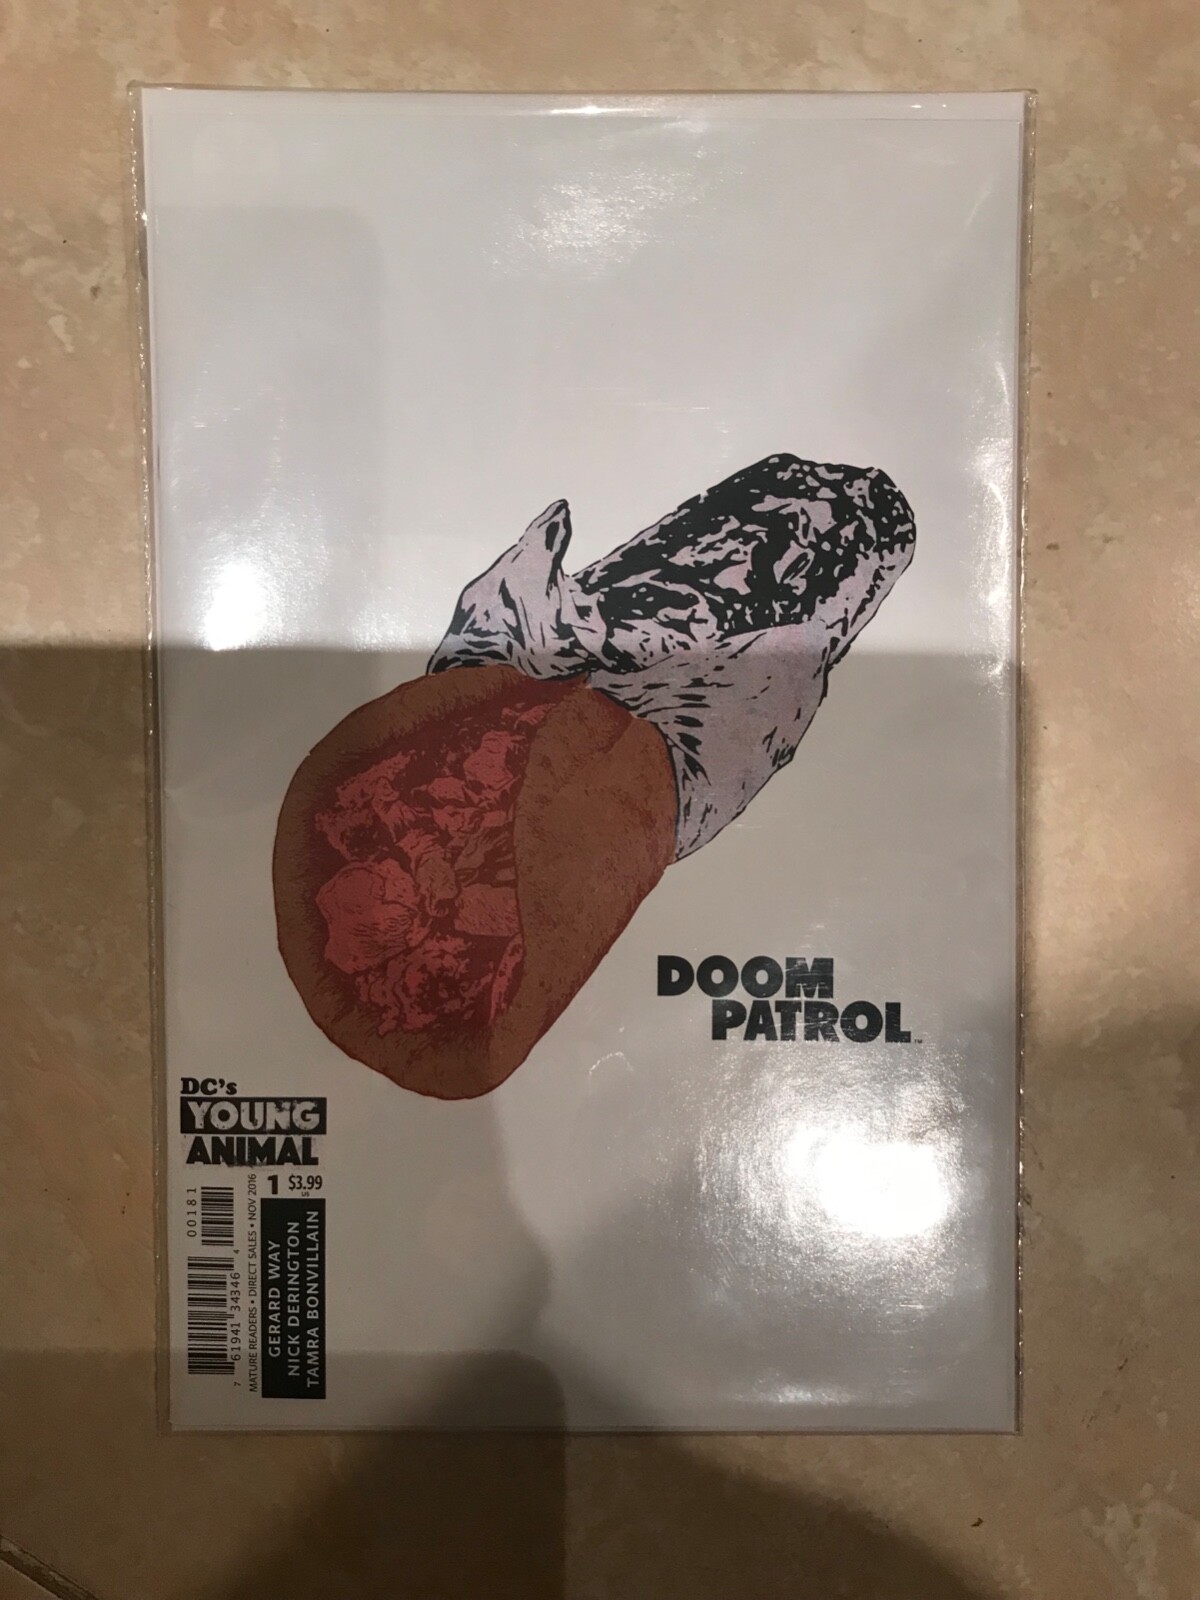 DOOM
PATROL™
DC's
YOUNG
ANIMAL
1 $3.99
US
00181
7 61941 34346 4
MATURE READERS • DIRECT SALES • NOV 2016
GERARD WAY
NICK DERINGTON
TAMRA BONVILLAIN